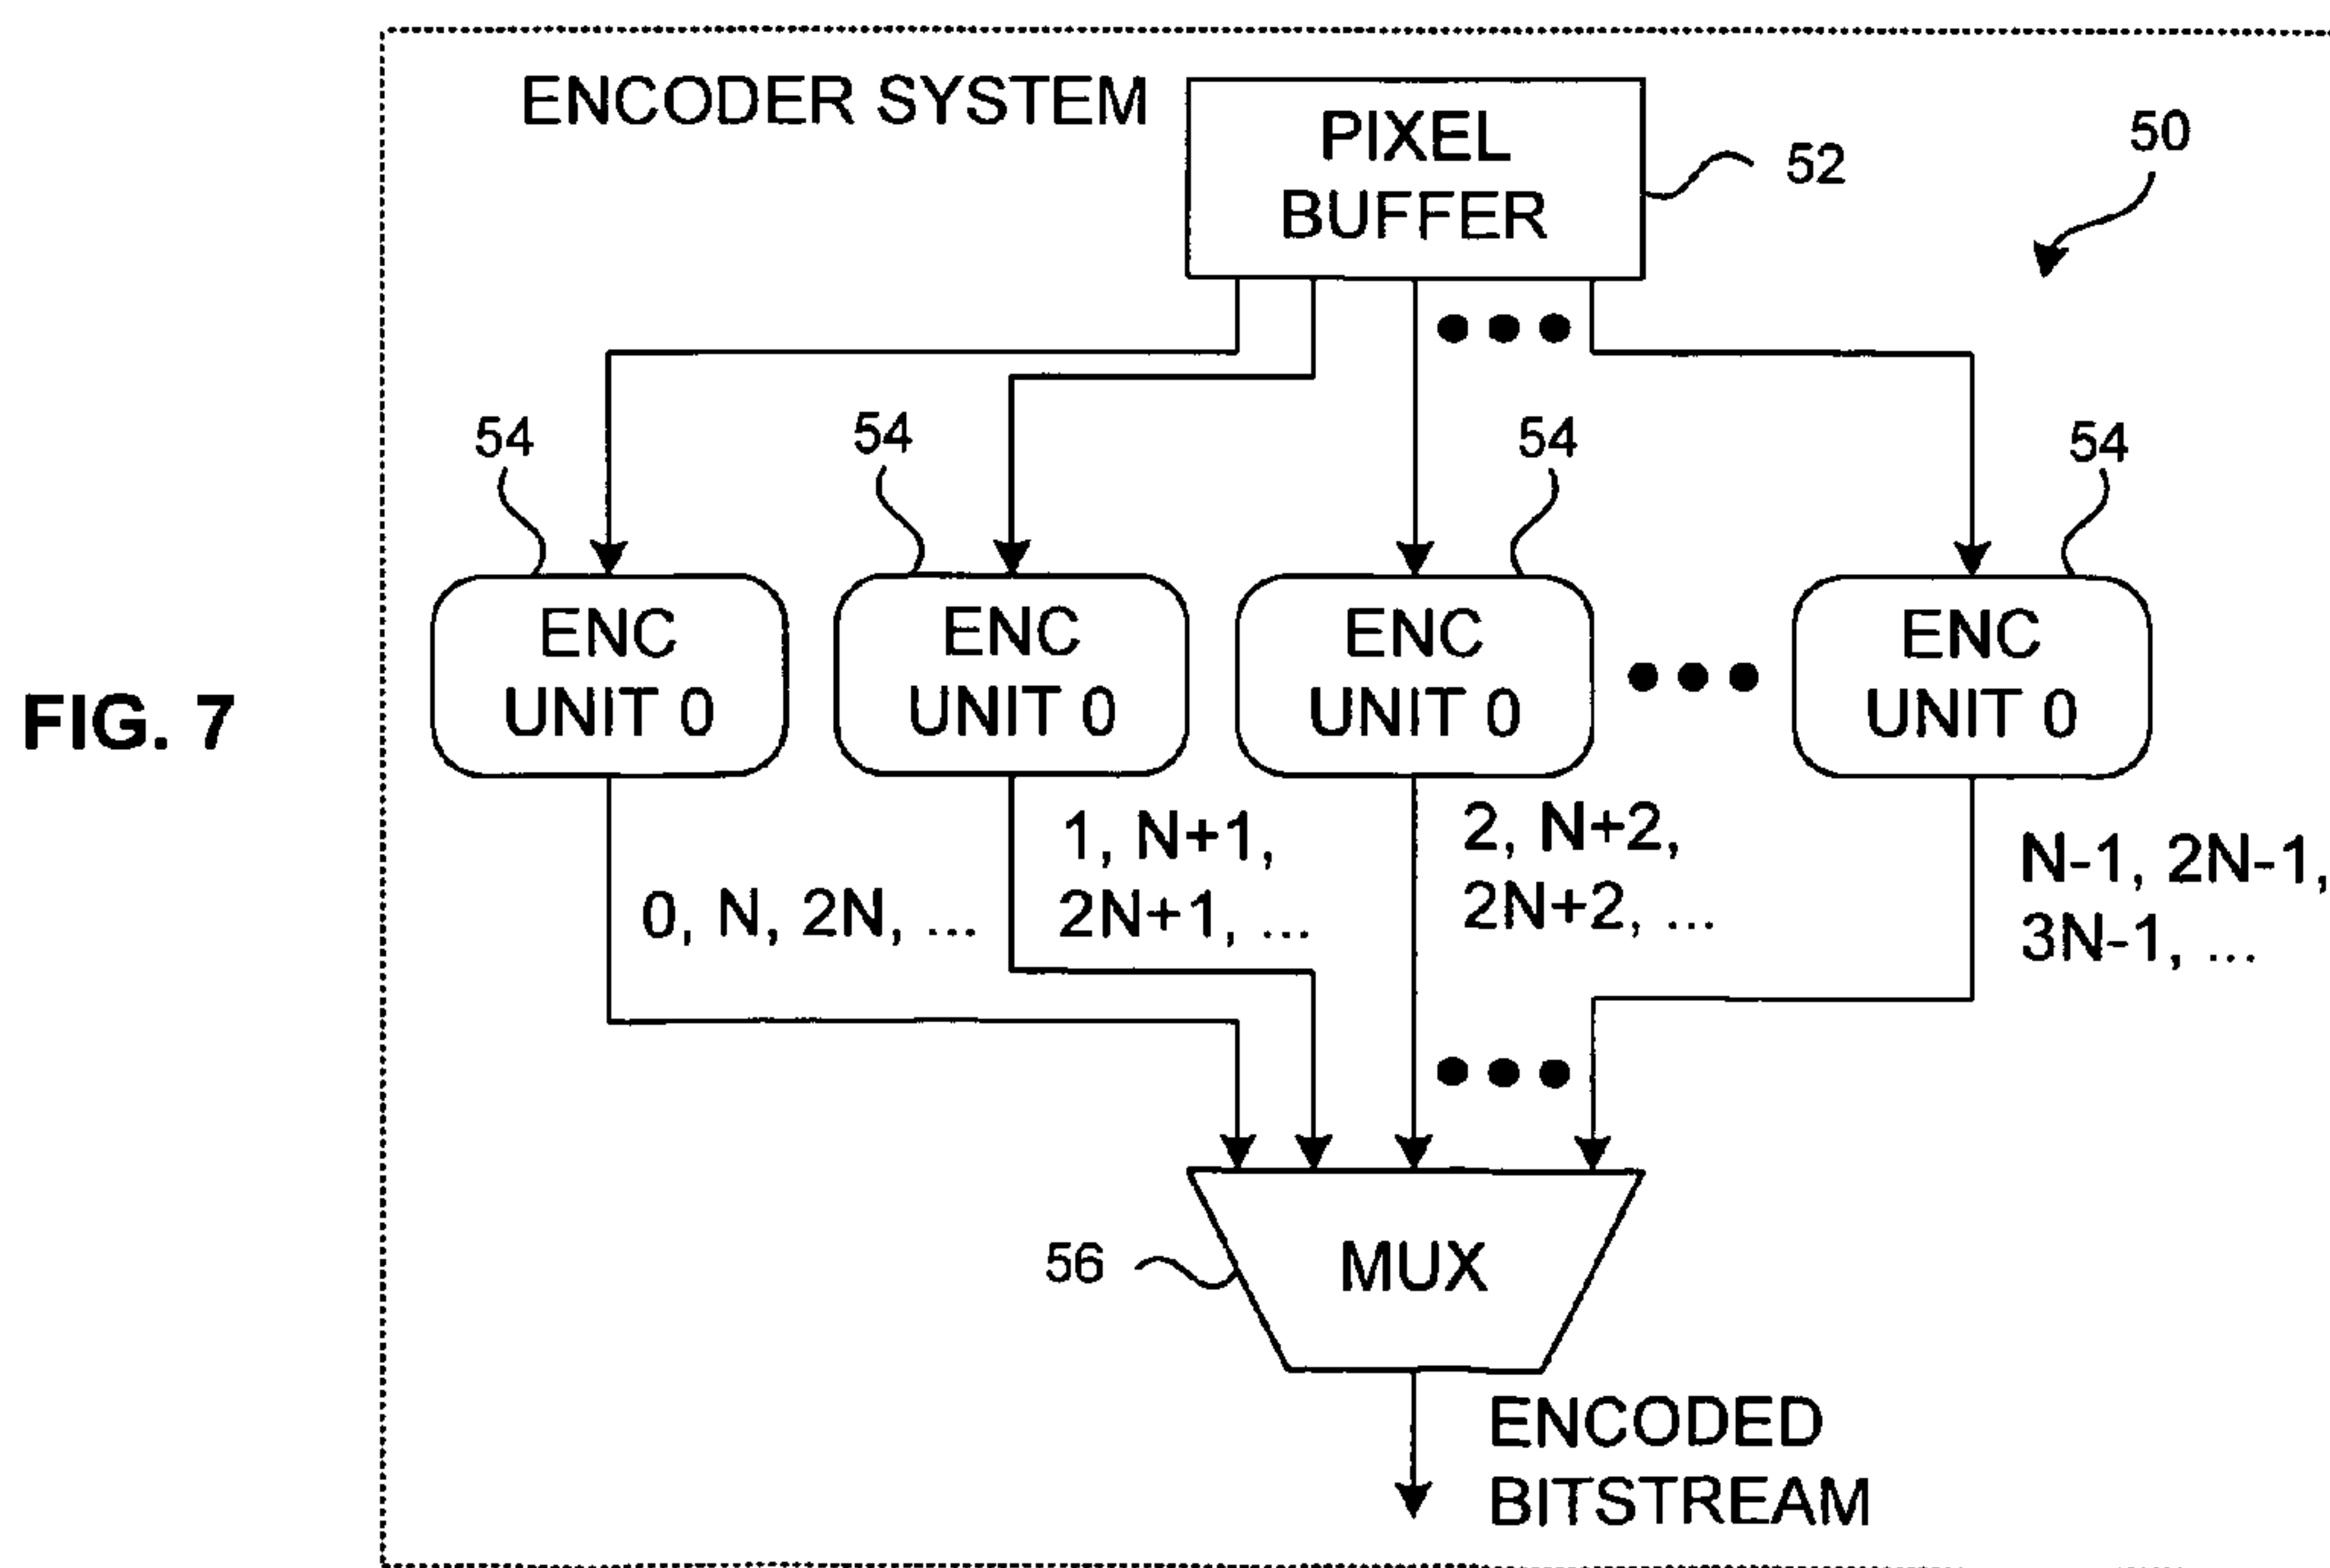 ENCODER SYSTEM
PIXEL
BUFFER
52
50
54
54
54
54
ENC
UNIT 0
ENC
UNIT 0
ENC
UNIT 0
ENC
UNIT 0
FIG. 7
0, N, 2N, ...
1, N+1,
2N+1, ...
2, N+2,
2N+2, ...
N-1, 2N-1,
3N-1, ...
56
MUX
ENCODED
BITSTREAM